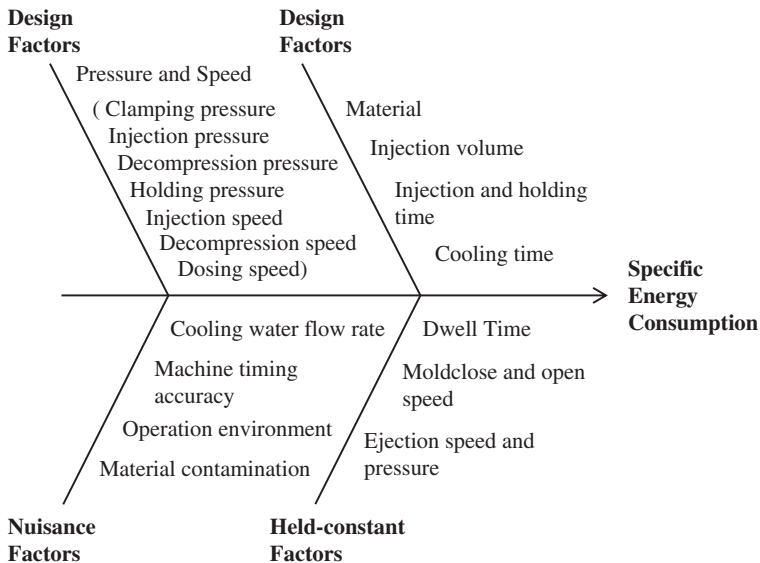 Design
Factors
Pressure and Speed
( Clamping pressure
Injection pressure
Decompression pressure
Holding pressure
Injection speed
Decompression speed
Dosing speed)
Design
Factors
Material
Injection volume
Injection and holding
time
Cooling time
Specific
Energy
Consumption
Cooling water flow rate
Machine timing
accuracy
Operation environment
Material contamination
Nuisance
Factors
Dwell Time
Moldclose and open
speed
Ejection speed and
pressure
Held-constant
Factors